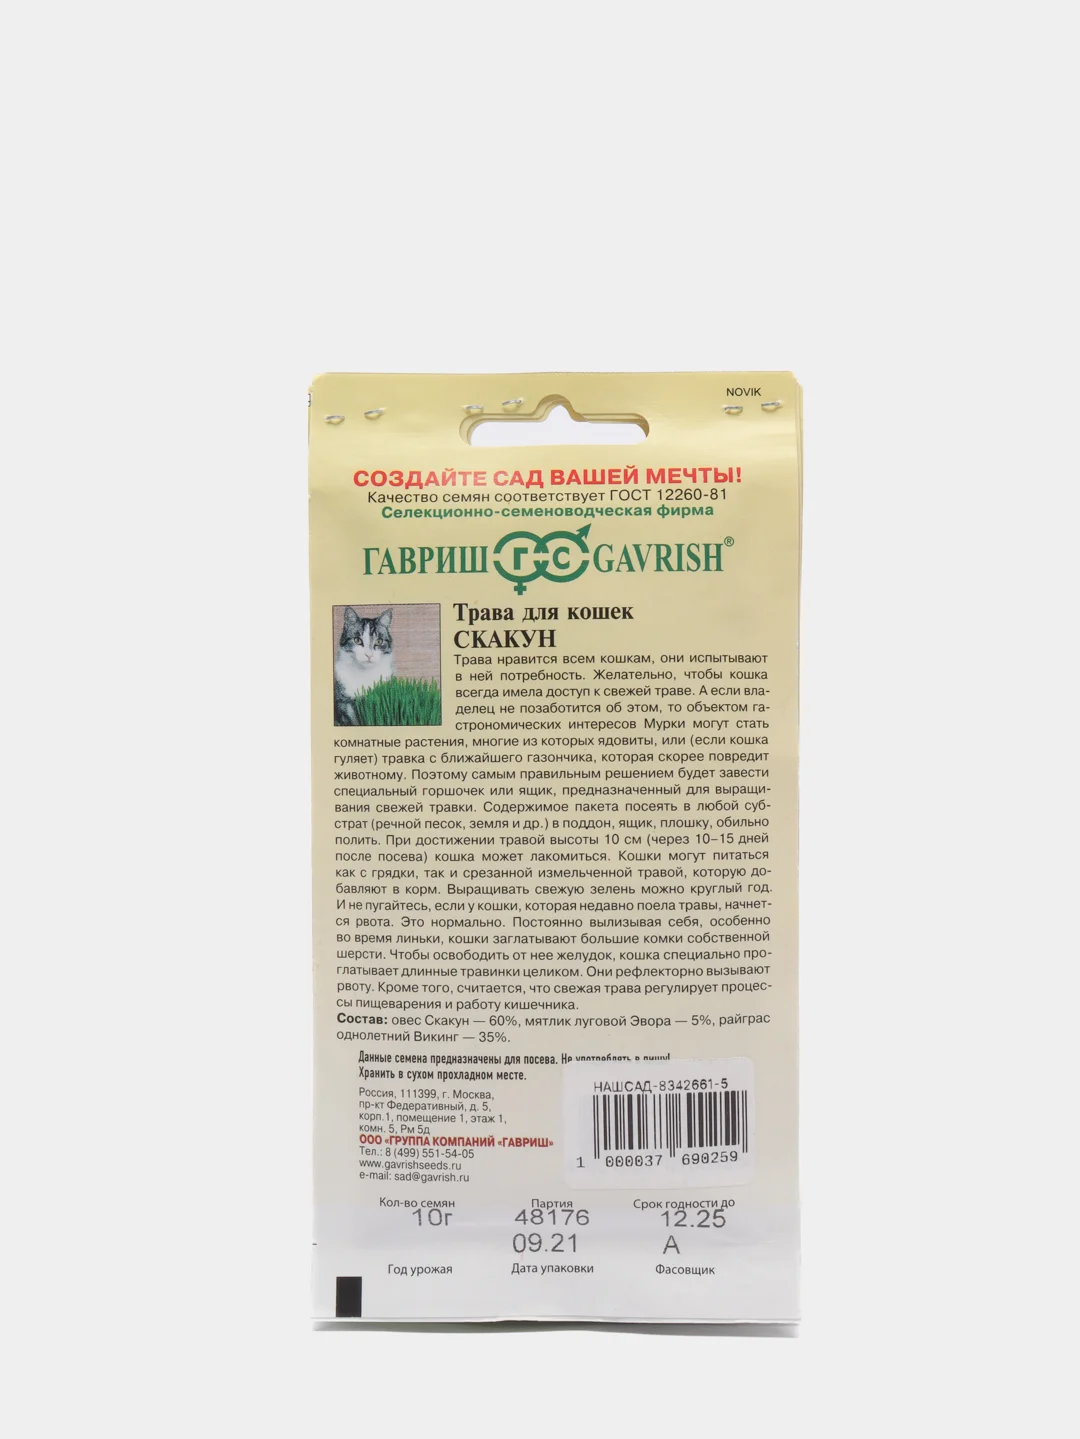 NOVIK
СОЗДАЙТЕ САД ВАШЕЙ МЕЧТЫ!
Качество семян соответствует ГОСТ 12260-81
Селекционно-семеноводческая фирма
ГАВРИШ Г С GAVRISH®
Трава для кошек
СКАКУН
Трава нравится всем кошкам, они испытывают
в ней потребность. Желательно, чтобы кошка
всегда имела доступ к свежей траве. А если вла-
делец не позаботится об этом, то объектом га-
строномических интересов Мурки могут стать
комнатные растения, многие из которых ядовиты, или (если кошка
гуляет) травка с ближайшего газончика, которая скорее повредит
животному. Поэтому самым правильным решением будет завести
специальный горшочек или ящик, предназначенный для выращи-
вания свежей травки. Содержимое пакета посеять в любой суб-
страт (речной песок, земля и др.) в поддон, ящик, плошку, обильно
полить. При достижении травой высоты 10 см (через 10–15 дней
после посева) кошка может лакомиться. Кошки могут питаться
как с грядки, так и срезанной измельченной травой, которую до-
бавляют в корм. Выращивать свежую зелень можно круглый год.
И не пугайтесь, если у кошки, которая недавно поела травы, начнет-
ся рвота. Это нормально. Постоянно вылизывая себя, особенно
во время линьки, кошки заглатывают большие комки собственной
шерсти. Чтобы освободить от нее желудок, кошка специально про-
глатывает длинные травинки целиком. Они рефлекторно вызывают
рвоту. Кроме того, считается, что свежая трава регулирует процес-
сы пищеварения и работу кишечника.
Состав: овес Скакун — 60%, мятлик луговой Эвора — 5%, райграс
однолетний Викинг — 35%.
Данные семена предназначены для посева. Не употреблять в пищу!
Хранить в сухом прохладном месте.
Россия, 111399, г. Москва,
пр-кт Федеративный, д. 5,
корп.1, помещение 1, этаж 1,
комн. 5, Рм 5д
ООО «ГРУППА КОМПАНИЙ «ГАВРИШ»
Тел.: 8 (499) 551-54-05
www.gavrishseeds.ru
e-mail: sad@gavrish.ru
НАШСАД-8342661-5
1 000037 690259
Кол-во семян Партия Срок годности до
10г 48176 12.25
09.21 А
Год урожая Дата упаковки Фасовщик